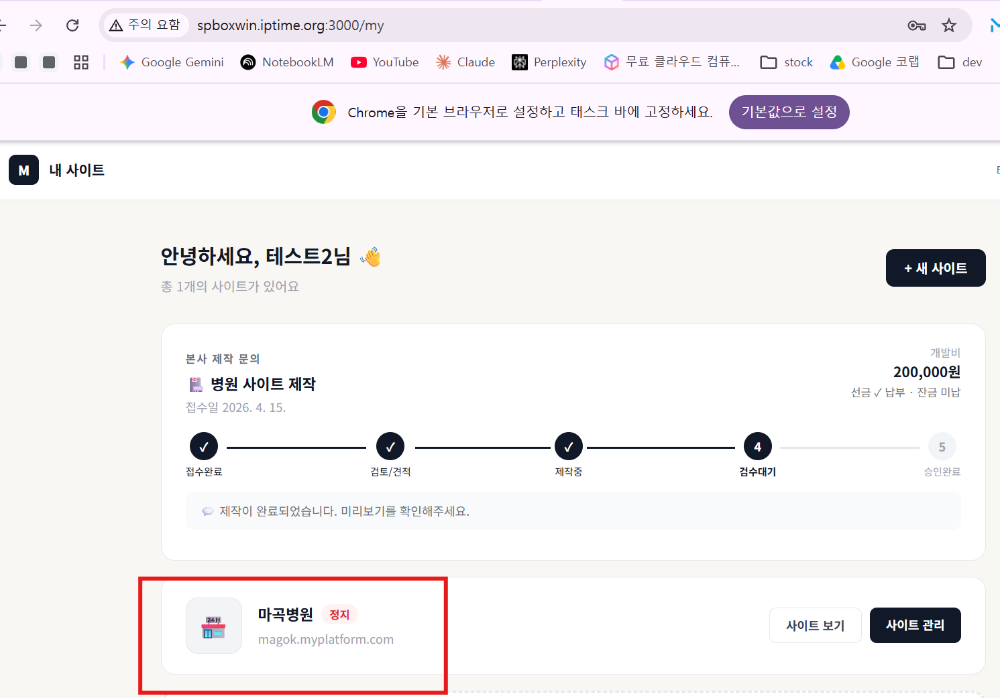 주의 요함
spboxwin.iptime.org:3000/my
Google Gemini
NotebookLM
YouTube
Claude
Perplexity
무료 클라우드 컴퓨...
stock
Google 코랩
dev
Chrome을 기본 브라우저로 설정하고 태스크 바에 고정하세요.
기본값으로 설정
M 내 사이트
안녕하세요, 테스트2님 👋
총 1개의 사이트가 있어요
+ 새 사이트
본사 제작 문의
병원 사이트 제작
접수일 2026. 4. 15.
개발비
200,000원
선금 ✓ 납부 · 잔금 미납
✓ ✓ ✓ 4 5
접수완료 검토/견적 제작중 검수대기 승인완료
제작이 완료되었습니다. 미리보기를 확인해주세요.
24H
마곡병원 정지
magok.myplatform.com
사이트 보기
사이트 관리